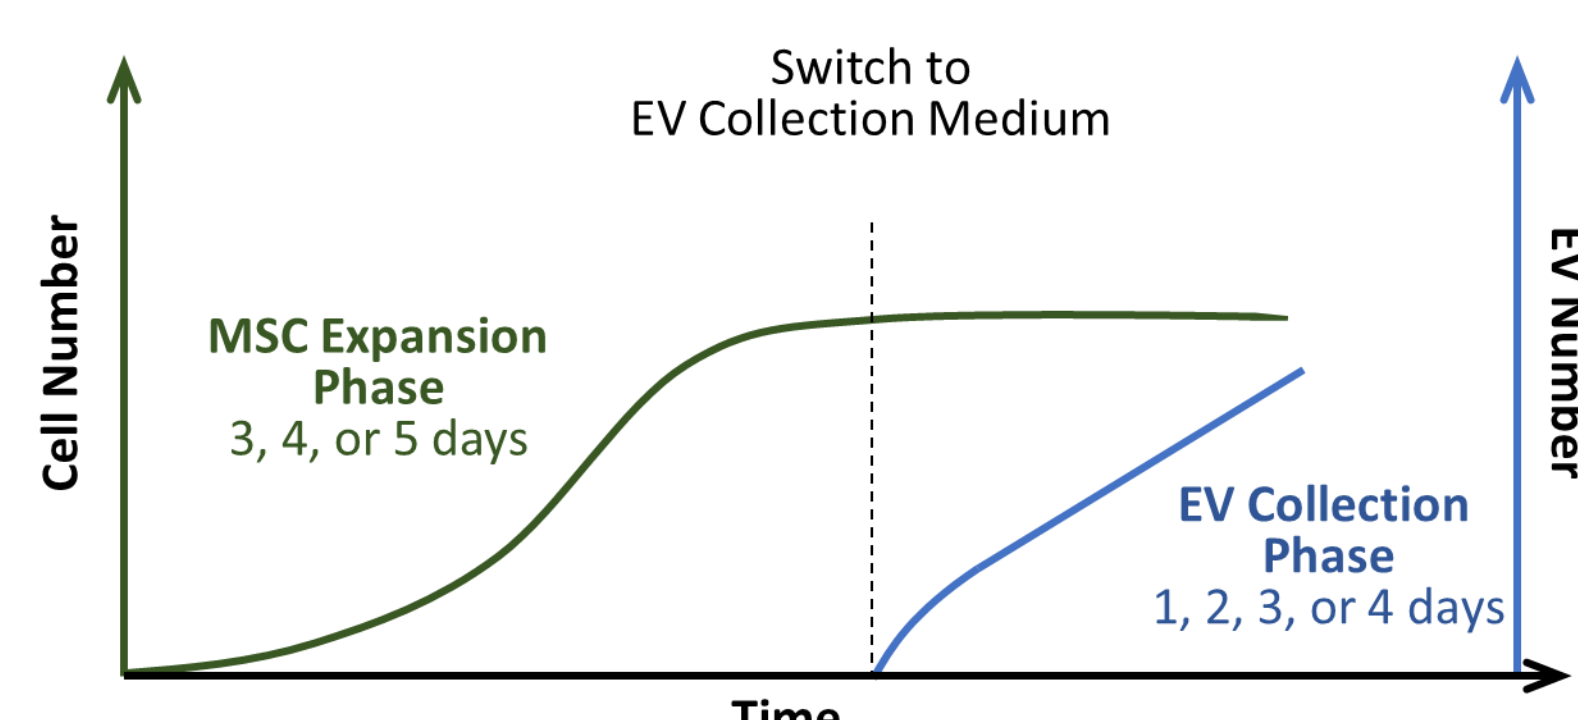 Switch to
EV Collection Medium
Cell Number
MSC Expansion
Phase
3, 4, or 5 days
EV Number
EV Collection
Phase
1, 2, 3, or 4 days
Time